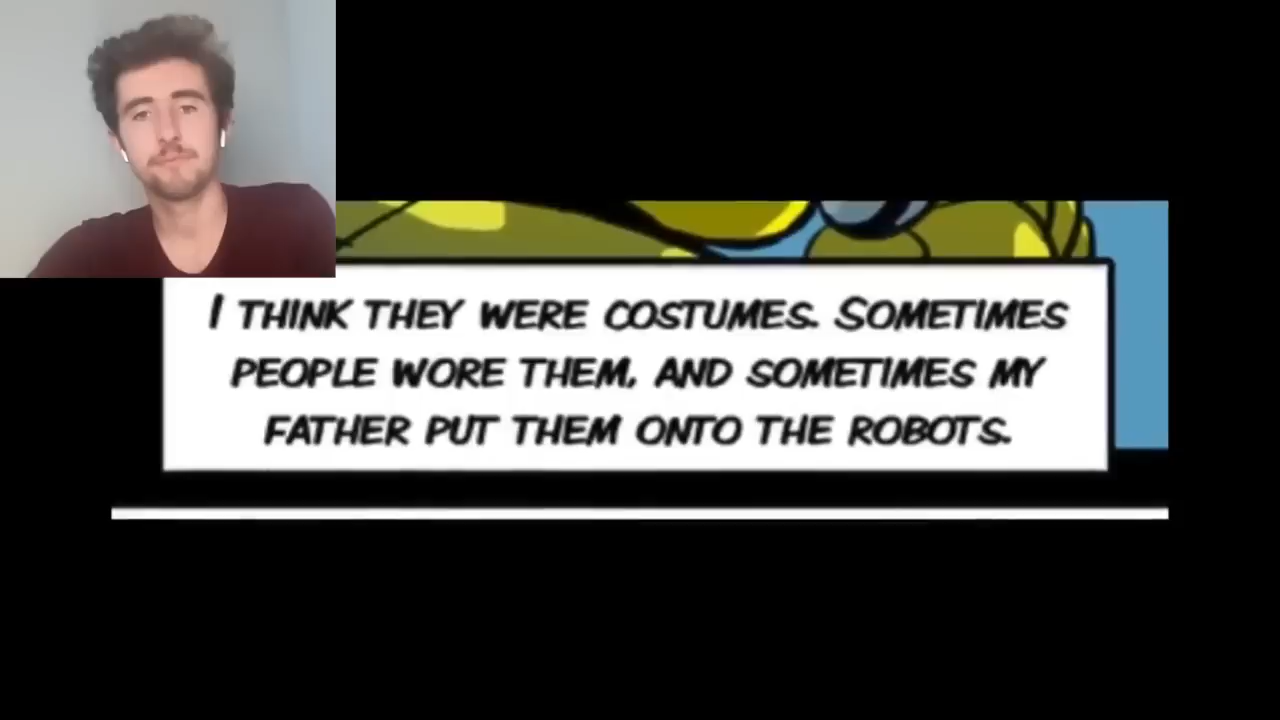 I THINK THEY WERE COSTUMES. SOMETIMES
PEOPLE WORE THEM, AND SOMETIMES MY
FATHER PUT THEM ONTO THE ROBOTS.